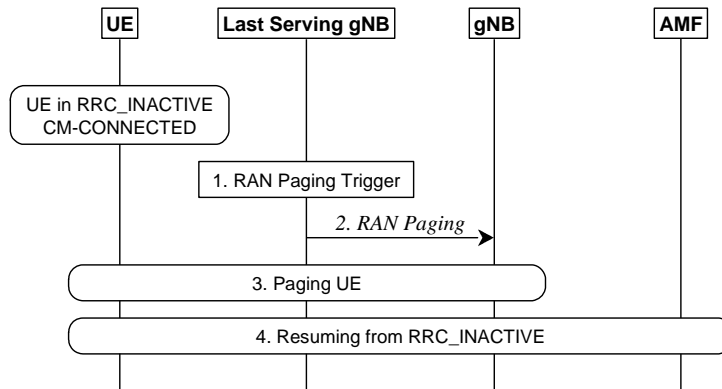 UE
Last Serving gNB
gNB
AMF
UE in RRC_INACTIVE
CM-CONNECTED
1. RAN Paging Trigger
2. RAN Paging
3. Paging UE
4. Resuming from RRC_INACTIVE